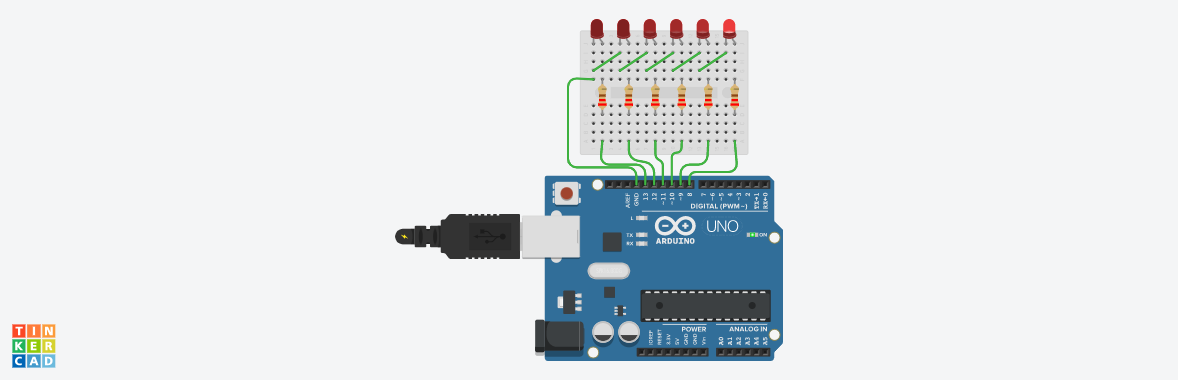 AREF
GND
13
12
~11
~10
~9
8
7
~6
~5
4
~3
2
TX→1
RX←0
DIGITAL (PWM~)
L
TX
RX
UNO
ARDUINO
ON
POWER
ANALOG IN
IOREF
RESET
3.3V
5V
GND
GND
Vin
A0
A1
A2
A3
A4
A5
TIN
KER
CAD